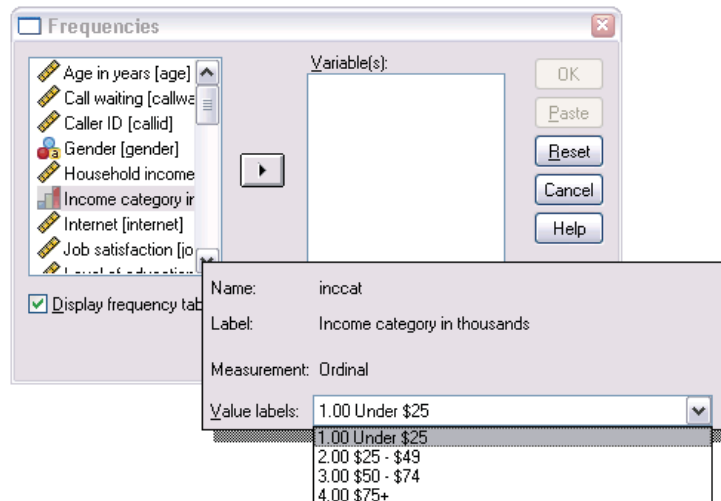 Frequencies
Age in years [age]
Call waiting [callwa
Caller ID [callid]
Gender [gender]
Household income
Income category in
Internet [internet]
Job satisfaction [jo
Display frequency tab
Variable(s):
OK
Paste
Reset
Cancel
Help
Name: inccat
Label: Income category in thousands
Measurement: Ordinal
Value labels: 1.00 Under $25
1.00 Under $25
2.00 $25 - $49
3.00 $50 - $74
4.00 $75+